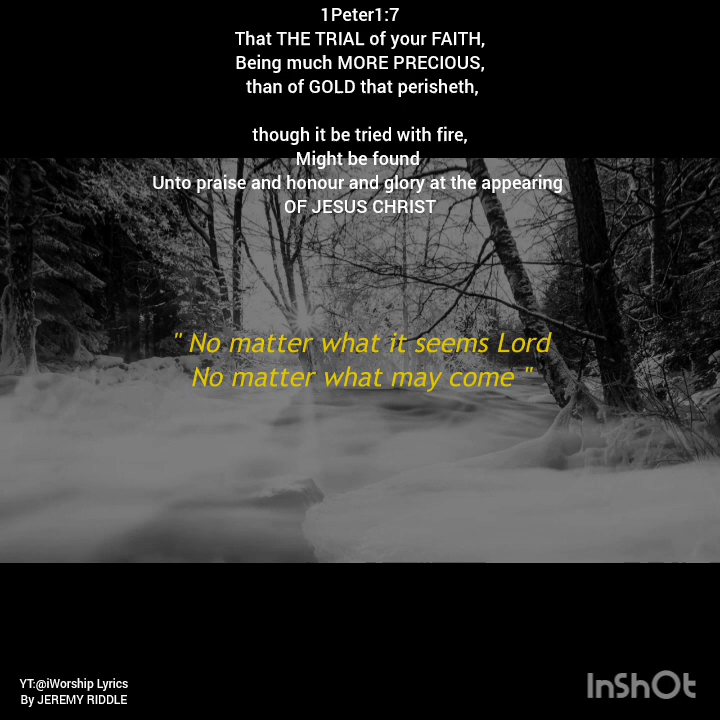 1Peter1:7
That THE TRIAL of your FAITH,
Being much MORE PRECIOUS,
than of GOLD that perisheth,
though it be tried with fire,
Might be found
Unto praise and honour and glory at the appearing
OF JESUS CHRIST
" No matter what it seems Lord
No matter what may come "
YT:@iWorship Lyrics
By JEREMY RIDDLE
InShOt